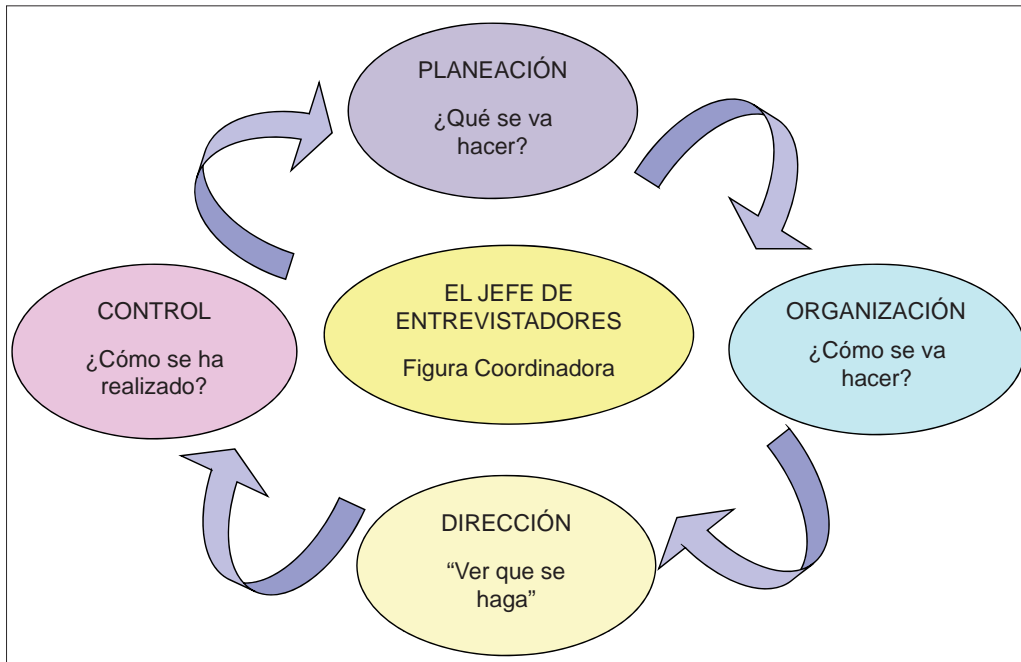 PLANEACIÓN
¿Qué se va
hacer?
EL JEFE DE
ENTREVISTADORES
Figura Coordinadora
CONTROL
¿Cómo se ha
realizado?
ORGANIZACIÓN
¿Cómo se va
hacer?
DIRECCIÓN
“Ver que se
haga”